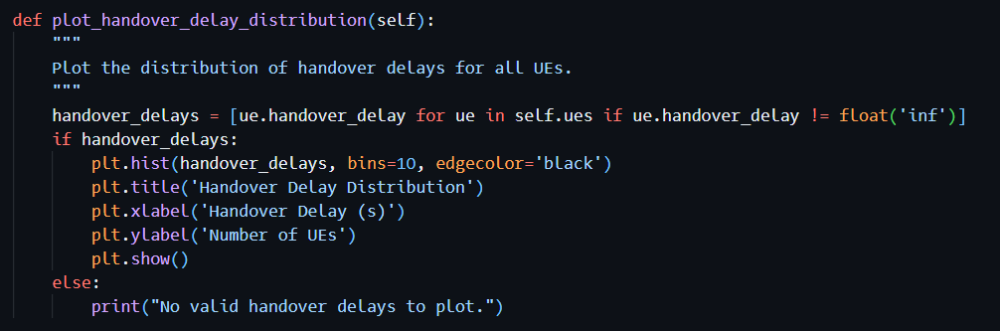 def plot_handover_delay_distribution(self):
    """
    Plot the distribution of handover delays for all UEs.
    """
    handover_delays = [ue.handover_delay for ue in self.ues if ue.handover_delay != float('inf')]
    if handover_delays:
        plt.hist(handover_delays, bins=10, edgecolor='black')
        plt.title('Handover Delay Distribution')
        plt.xlabel('Handover Delay (s)')
        plt.ylabel('Number of UEs')
        plt.show()
    else:
        print("No valid handover delays to plot.")